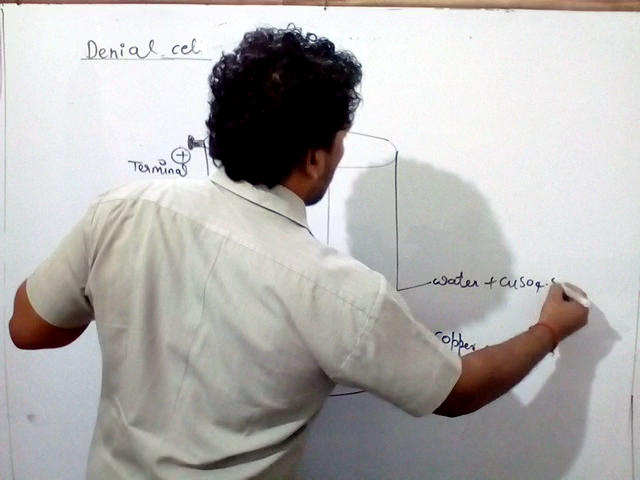 Denial cel
+
Terminal
water + CuSO4.
Copper